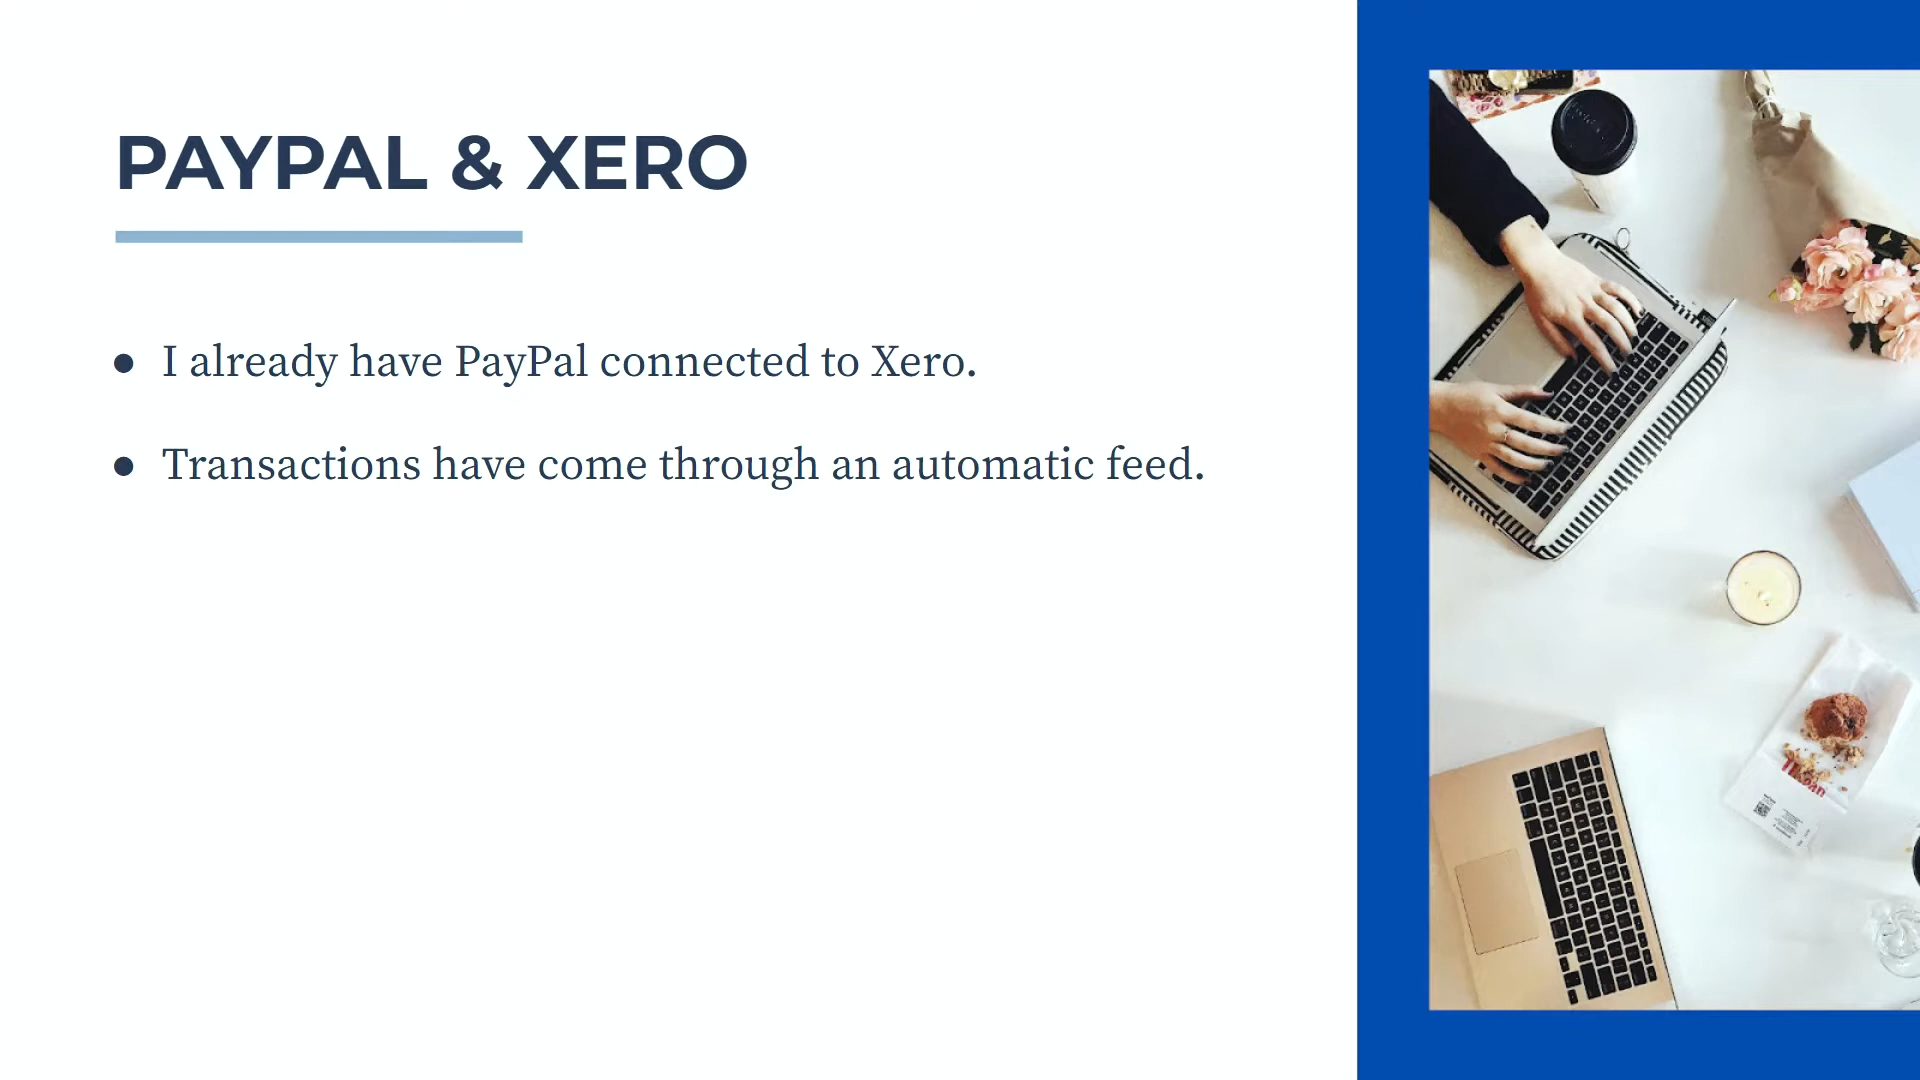 PAYPAL & XERO
● I already have PayPal connected to Xero.
● Transactions have come through an automatic feed.